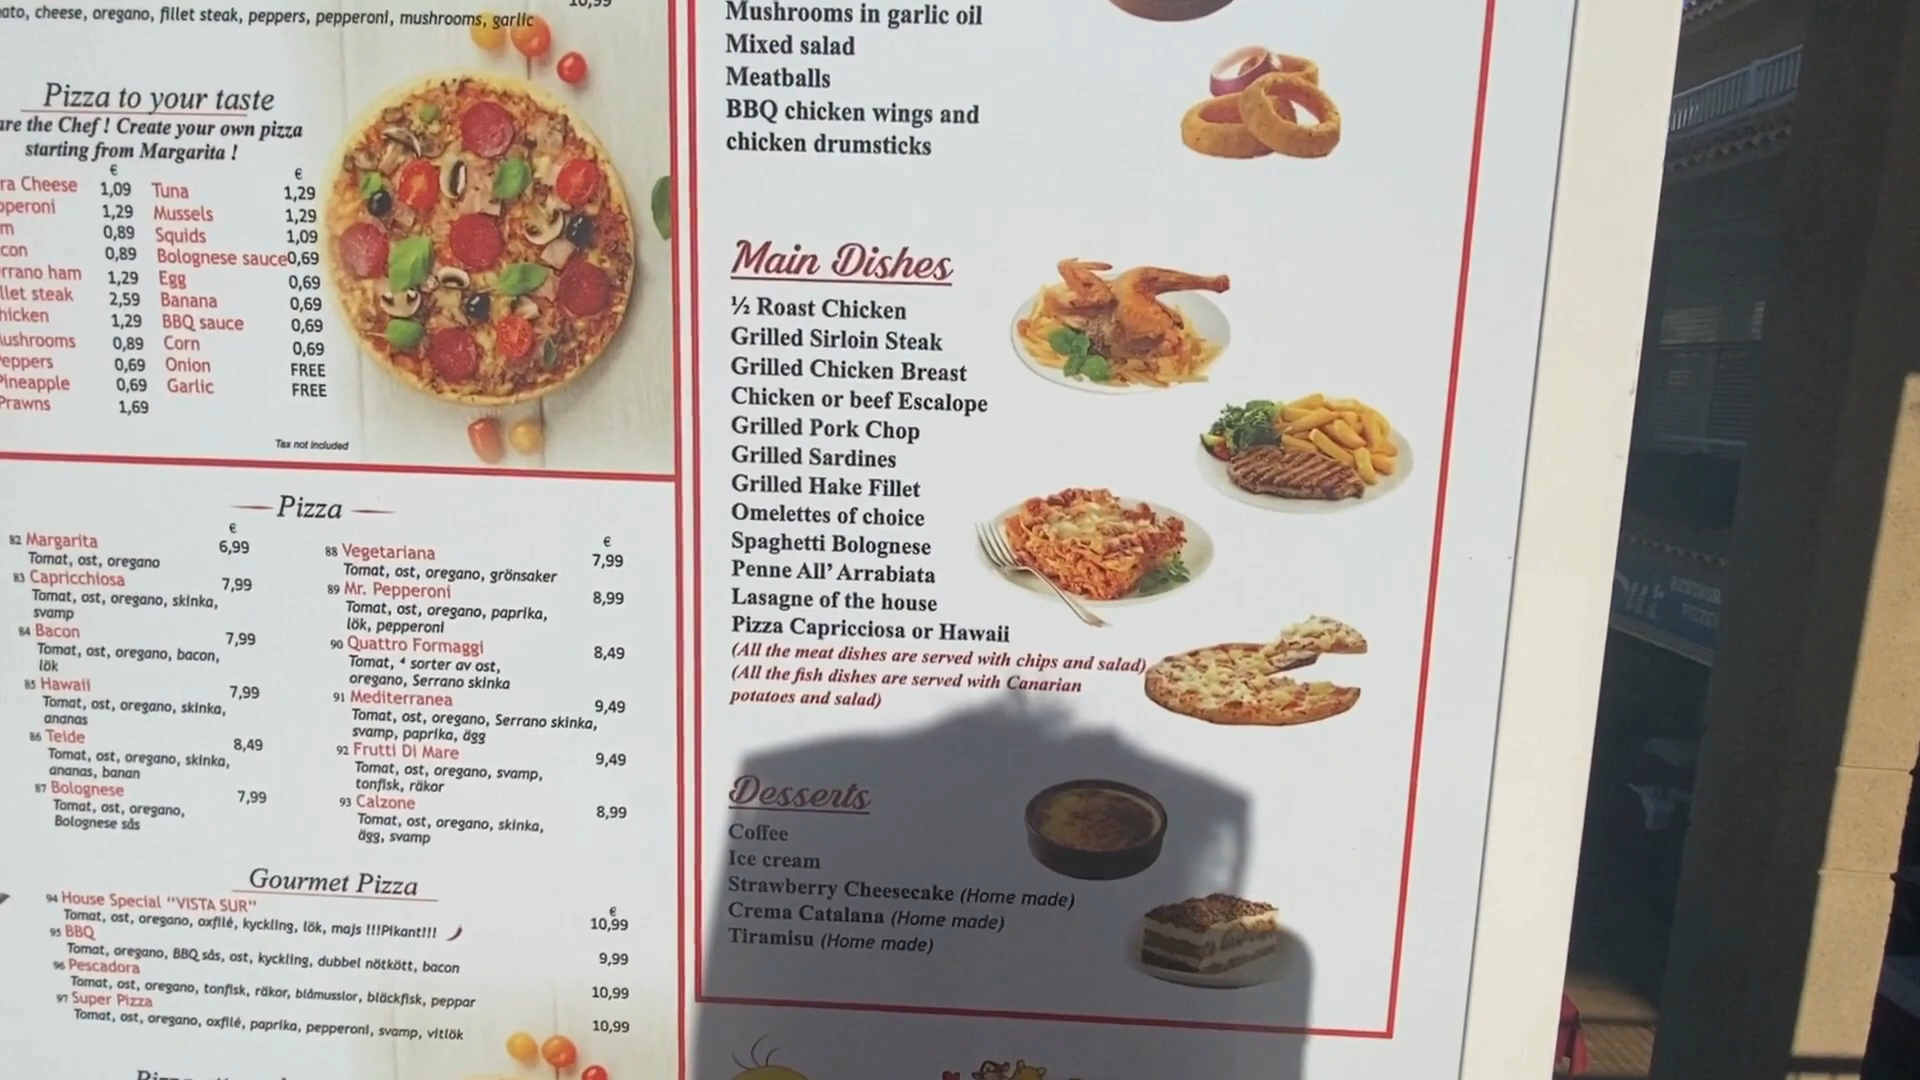 cheese, oregano, fillet steak, peppers, pepperoni, mushrooms, garlic
Pizza to your taste
the Chef ! Create your own pizza
starting from Margarita !
€
€
Cheese 1,09 Tuna 1,29
1,29 Mussels 1,29
0,89 Squids 1,09
0,89 Bolognese sauce 0,69
ham 1,29 Egg 0,69
steak 2,59 Banana 0,69
1,29 BBQ sauce 0,69
0,89 Corn 0,69
0,69 Onion FREE
Pineapple 0,69 Garlic FREE
Prawns 1,69
Tax not included
Pizza
€
82 Margarita 6,99
Tomat, ost, oregano
83 Capricchiosa 7,99
Tomat, ost, oregano, skinka,
svamp
84 Bacon 7,99
Tomat, ost, oregano, bacon,
lök
85 Hawaii 7,99
Tomat, ost, oregano, skinka,
ananas
86 Teide 8,49
Tomat, ost, oregano, skinka,
ananas, banan
87 Bolognese 7,99
Tomat, ost, oregano,
Bolognese sås
€
88 Vegetariana 7,99
Tomat, ost, oregano, grönsaker
89 Mr. Pepperoni 8,99
Tomat, ost, oregano, paprika,
lök, pepperoni
90 Quattro Formaggi 8,49
Tomat, 4 sorter av ost,
oregano, Serrano skinka
91 Mediterranea 9,49
Tomat, ost, oregano, Serrano skinka,
svamp, paprika, ägg
92 Frutti Di Mare 9,49
Tomat, ost, oregano, svamp,
tonfisk, räkor
93 Calzone 8,99
Tomat, ost, oregano, skinka,
ägg, svamp
Gourmet Pizza
€
94 House Special "VISTA SUR" 10,99
Tomat, ost, oregano, oxfilé, kyckling, lök, majs !!!Pikant!!!
95 BBQ 9,99
Tomat, oregano, BBQ sås, ost, kyckling, dubbel nötkött, bacon
96 Pescadora 10,99
Tomat, ost, oregano, tonfisk, räkor, blåmusslor, bläckfisk, peppar
97 Super Pizza 10,99
Tomat, ost, oregano, oxfilé, paprika, pepperoni, svamp, vitlök
Mushrooms in garlic oil
Mixed salad
Meatballs
BBQ chicken wings and
chicken drumsticks
Main Dishes
½ Roast Chicken
Grilled Sirloin Steak
Grilled Chicken Breast
Chicken or beef Escalope
Grilled Pork Chop
Grilled Sardines
Grilled Hake Fillet
Omelettes of choice
Spaghetti Bolognese
Penne All' Arrabiata
Lasagne of the house
Pizza Capricciosa or Hawaii
(All the meat dishes are served with chips and salad)
(All the fish dishes are served with Canarian
potatoes and salad)
Desserts
Coffee
Ice cream
Strawberry Cheesecake (Home made)
Crema Catalana (Home made)
Tiramisu (Home made)